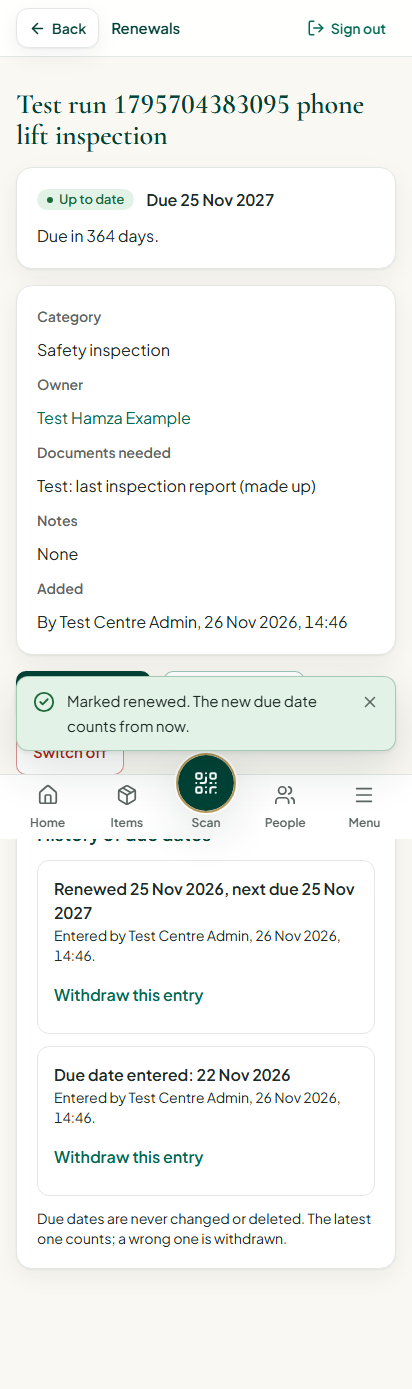 Back
Renewals
Sign out
Test run 1795704383095 phone
lift inspection
Up to date
Due 25 Nov 2027
Due in 364 days.
Category
Safety inspection
Owner
Test Hamza Example
Documents needed
Test: last inspection report (made up)
Notes
None
Added
By Test Centre Admin, 26 Nov 2026, 14:46
Marked renewed. The new due date
counts from now.
Switch off
Home
Items
Scan
People
Menu
History of due dates
Renewed 25 Nov 2026, next due 25 Nov
2027
Entered by Test Centre Admin, 26 Nov 2026,
14:46.
Withdraw this entry
Due date entered: 22 Nov 2026
Entered by Test Centre Admin, 26 Nov 2026,
14:46.
Withdraw this entry
Due dates are never changed or deleted. The latest
one counts; a wrong one is withdrawn.